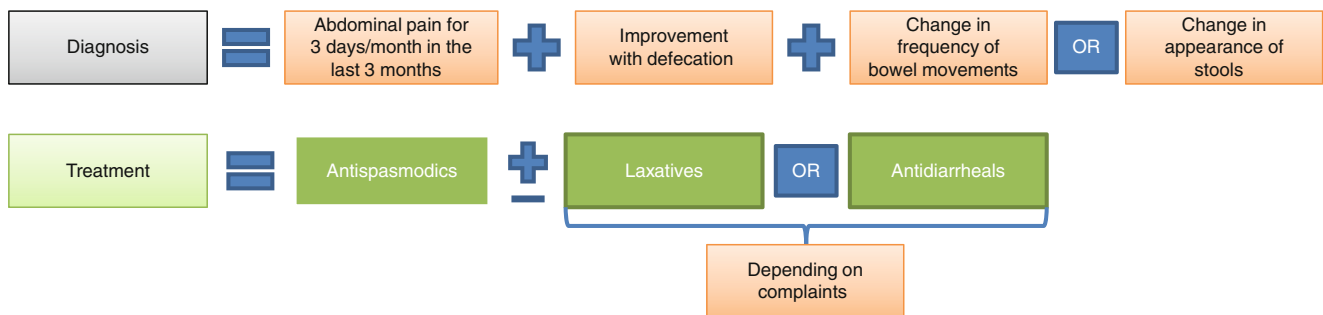 Diagnosis
Abdominal pain for
3 days/month in the
last 3 months
Improvement
with defecation
Change in
frequency of
bowel movements
OR
Change in
appearance of
stools
Treatment
Antispasmodics
Laxatives
OR
Antidiarrheals
Depending on
complaints